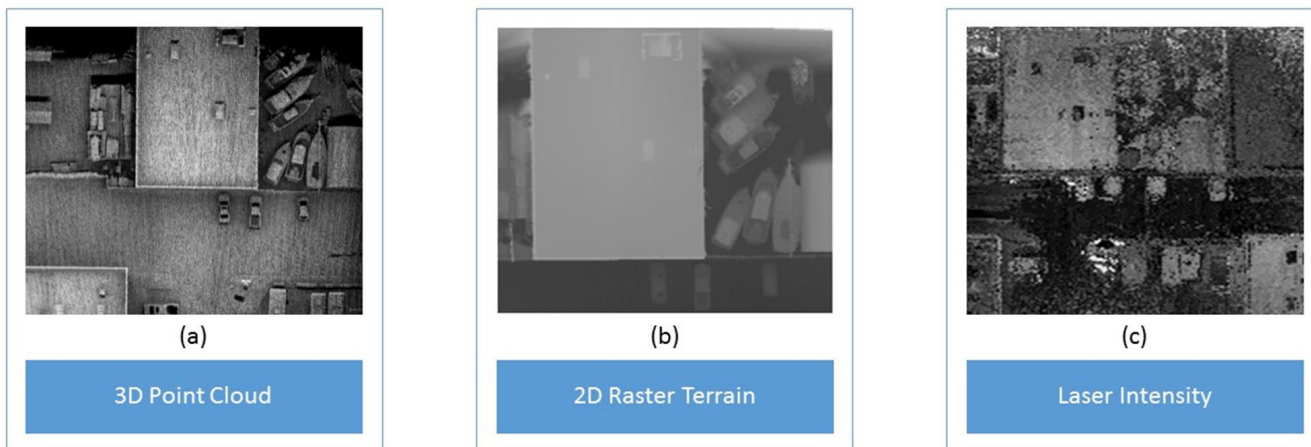 (a)
3D Point Cloud
(b)
2D Raster Terrain
(c)
Laser Intensity